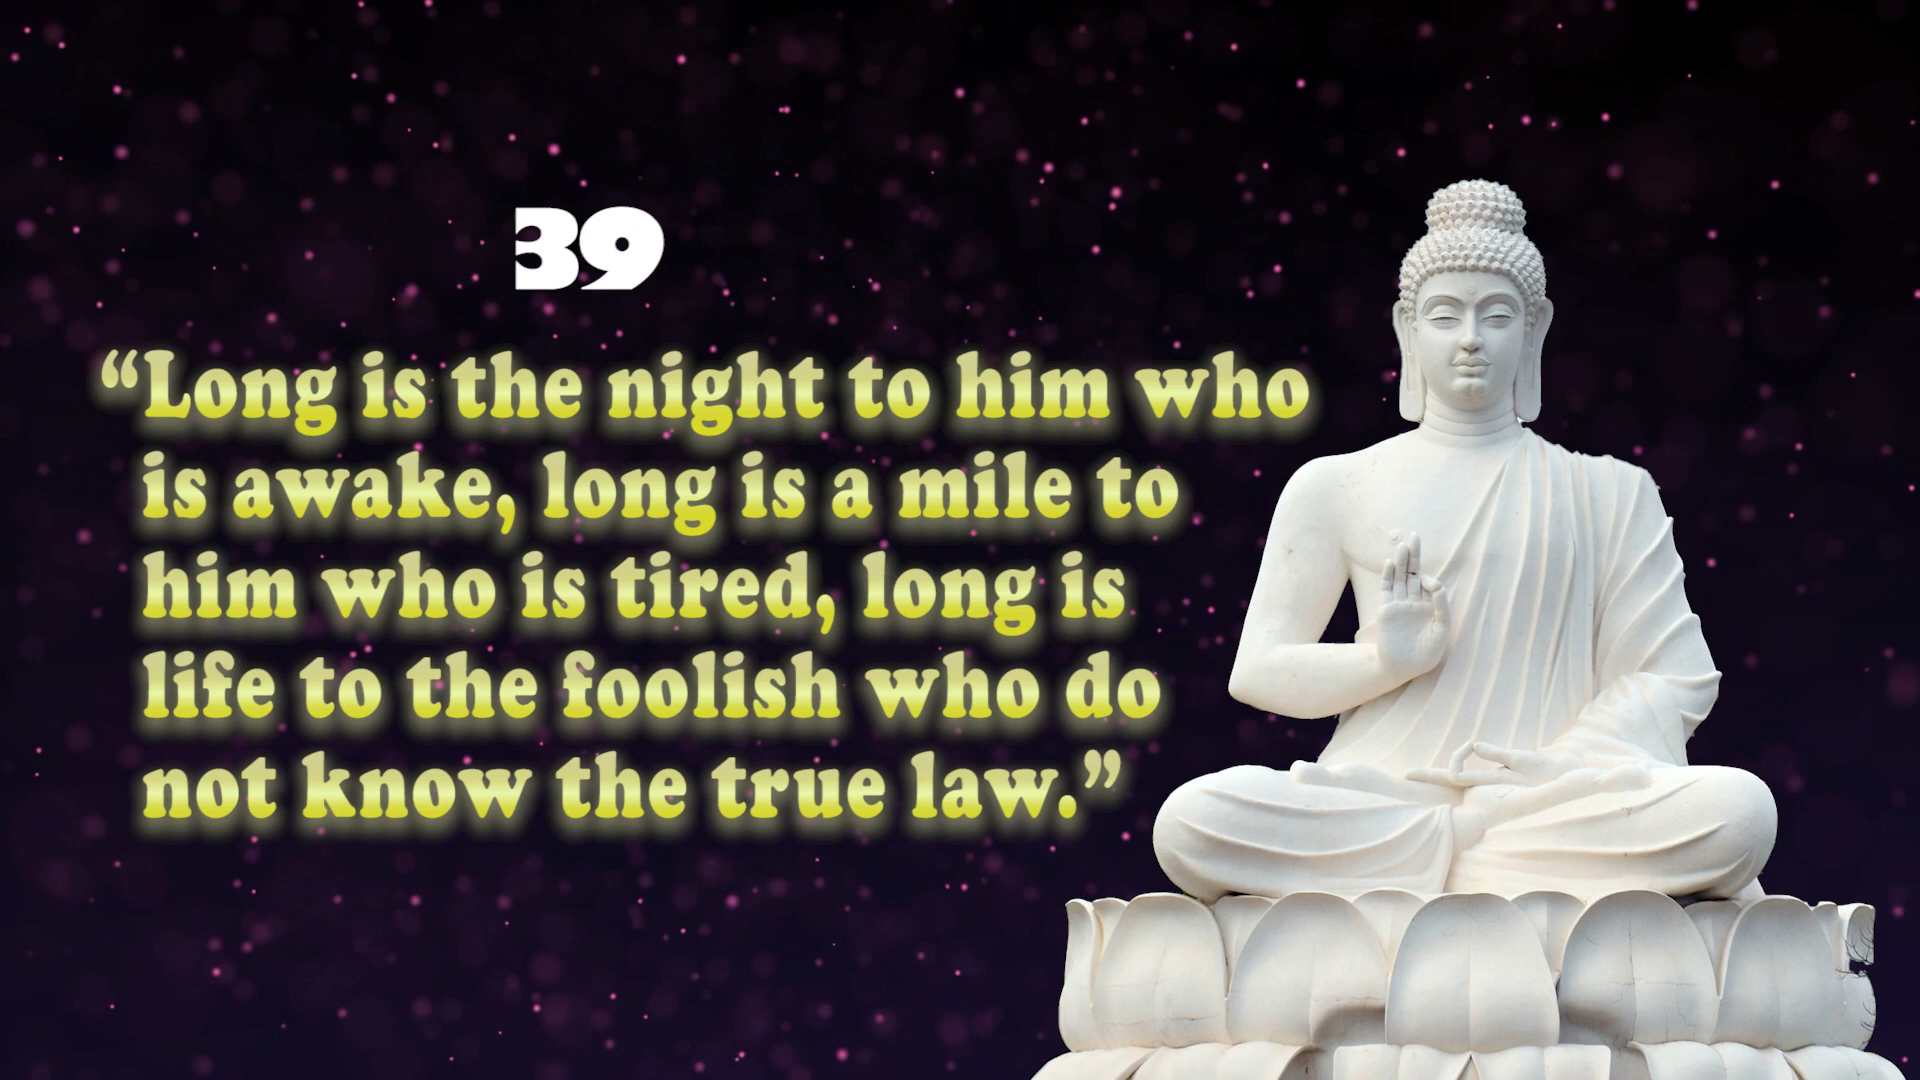 39
“Long is the night to him who
is awake, long is a mile to
him who is tired, long is
life to the foolish who do
not know the true law.”